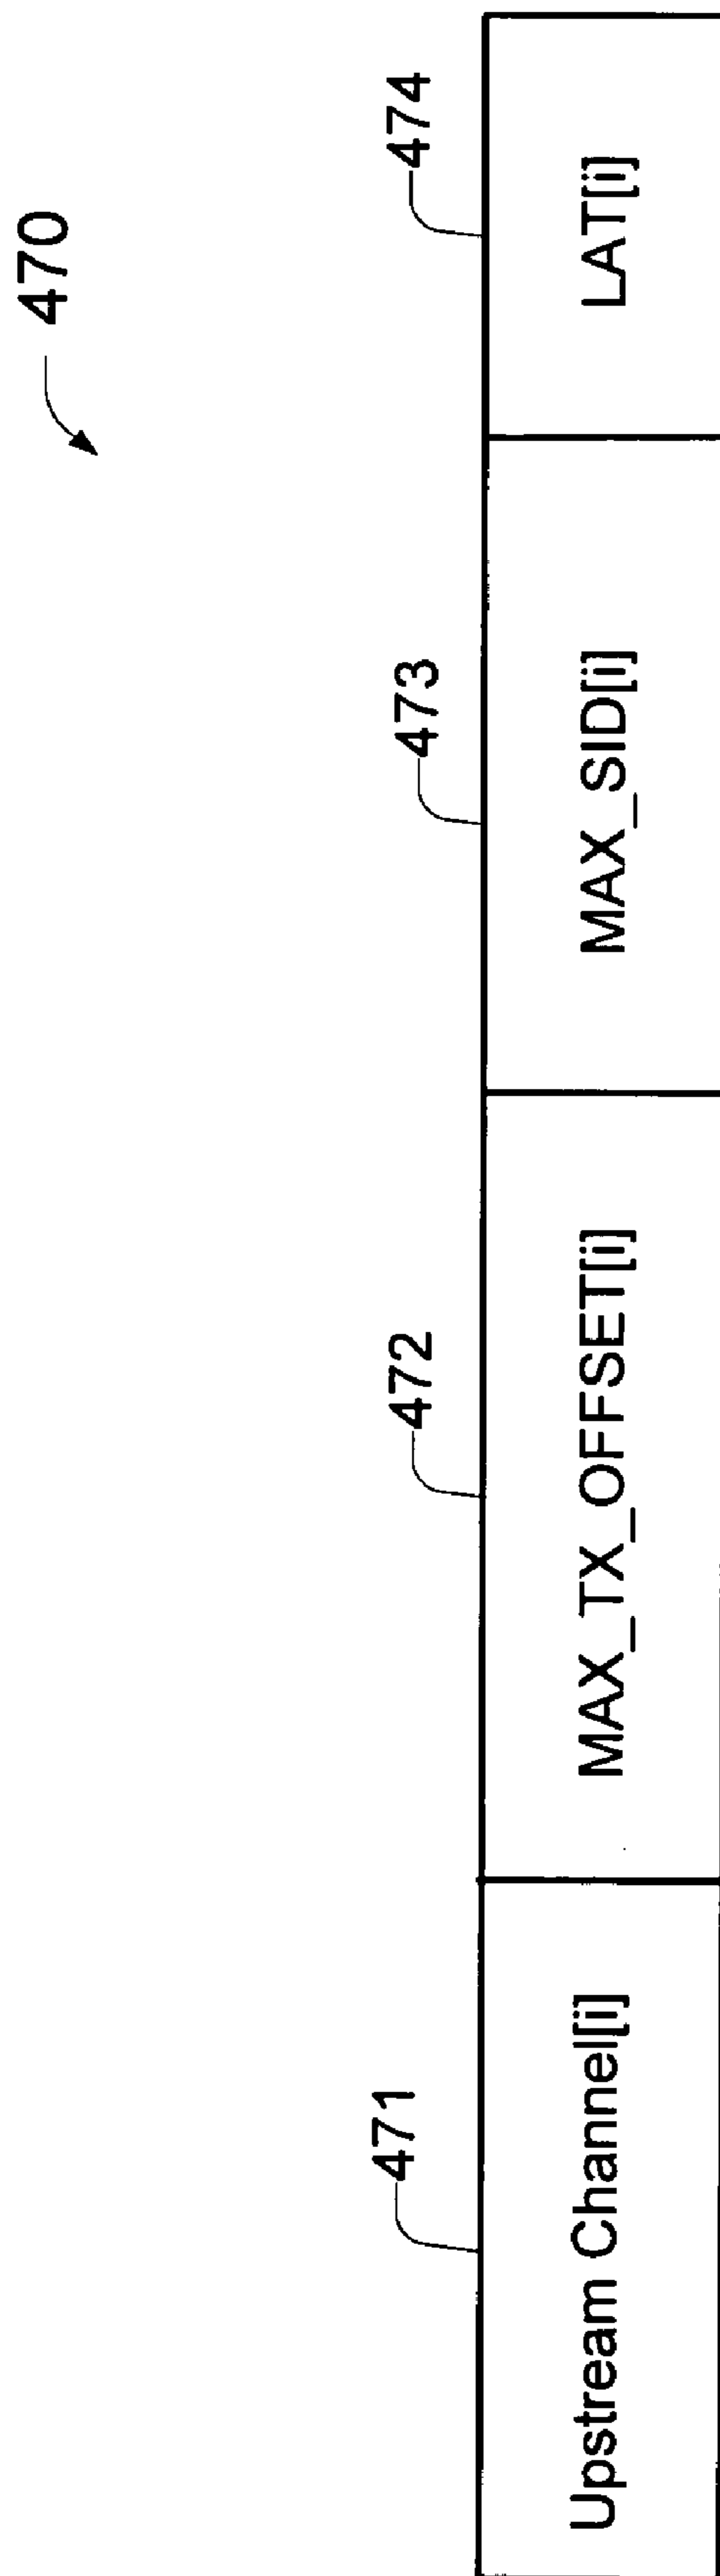 470
471
472
473
474
Upstream Channel[i]
MAX_TX_OFFSET[i]
MAX_SID[i]
LAT[i]